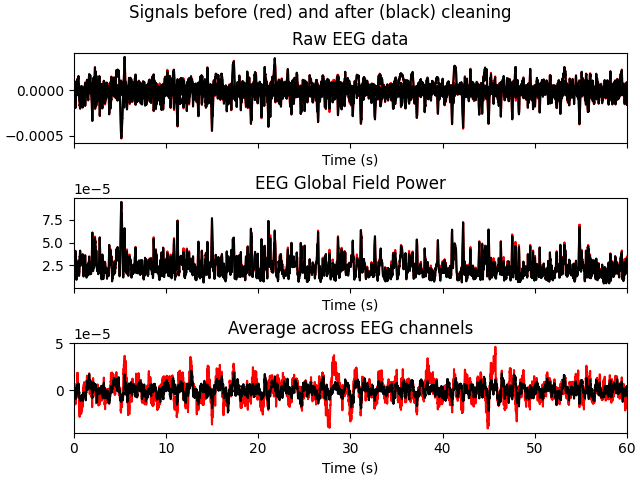 Signals before (red) and after (black) cleaning
Raw EEG data
0.0000
−0.0005
Time (s)
EEG Global Field Power
1e−5
7.5
5.0
2.5
Time (s)
Average across EEG channels
1e−5
5
0
0 10 20 30 40 50 60
Time (s)